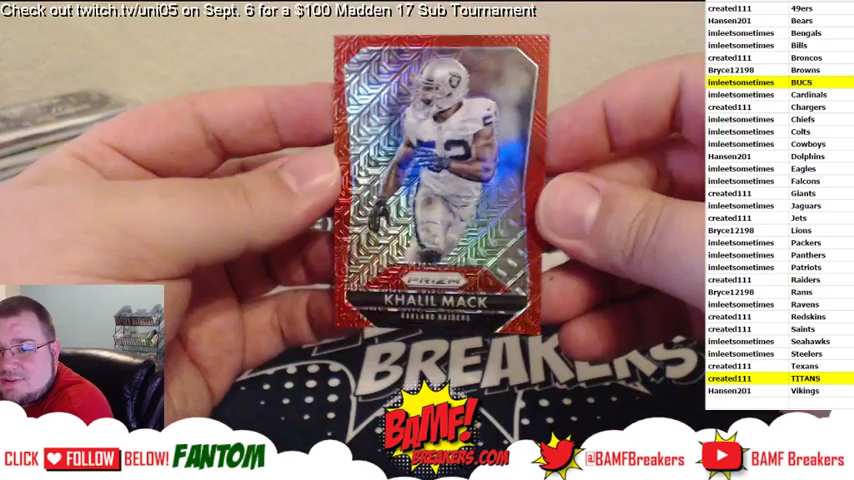 Check out twitch.tv/uni05 on Sept. 6 for a $100 Madden 17 Sub Tournament
52
PRIZM
KHALIL MACK
OAKLAND RAIDERS
BREAKERS
created111 49ers
Hansen201 Bears
imleetsometimes Bengals
imleetsometimes Bills
created111 Broncos
Bryce12198 Browns
imleetsometimes BUCS
imleetsometimes Cardinals
created111 Chargers
imleetsometimes Chiefs
imleetsometimes Colts
imleetsometimes Cowboys
Hansen201 Dolphins
imleetsometimes Eagles
imleetsometimes Falcons
created111 Giants
imleetsometimes Jaguars
created111 Jets
Bryce12198 Lions
imleetsometimes Packers
imleetsometimes Panthers
imleetsometimes Patriots
created111 Raiders
Bryce12198 Rams
imleetsometimes Ravens
created111 Redskins
created111 Saints
imleetsometimes Seahawks
imleetsometimes Steelers
created111 Texans
created111 TITANS
Hansen201 Vikings
CLICK FOLLOW BELOW! FANTOM
BAMF!
BREAKERS.COM
@BAMFBreakers
BAMF Breakers